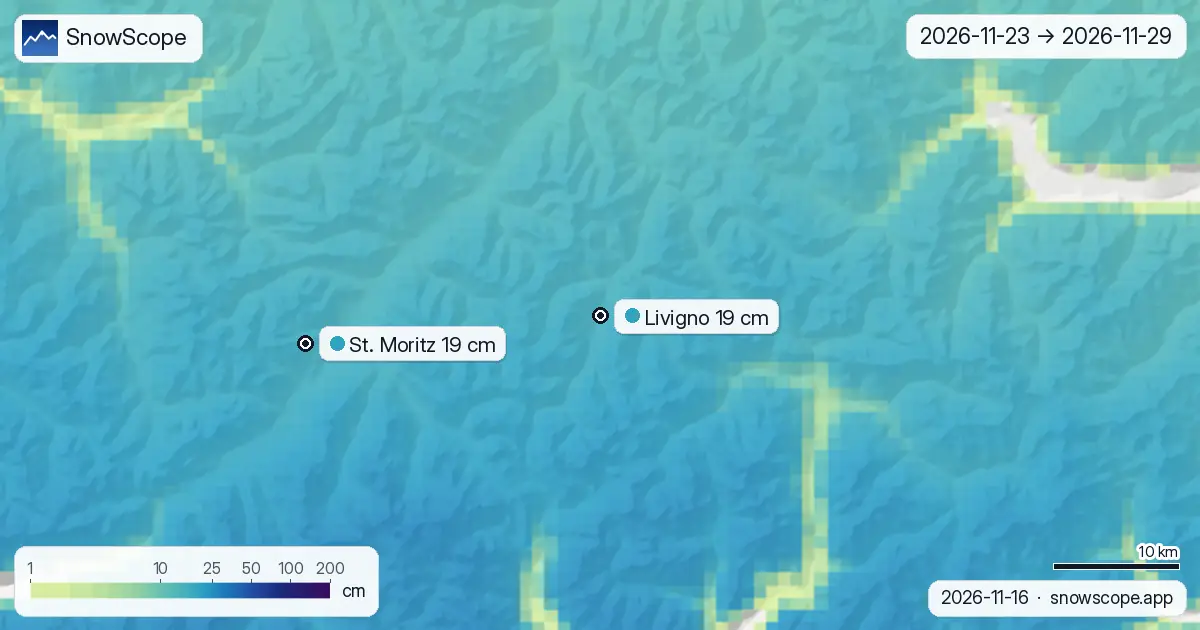 SnowScope
2026-11-23 → 2026-11-29
Livigno 19 cm
St. Moritz 19 cm
1 10 25 50 100 200
cm
10 km
2026-11-16 · snowscope.app